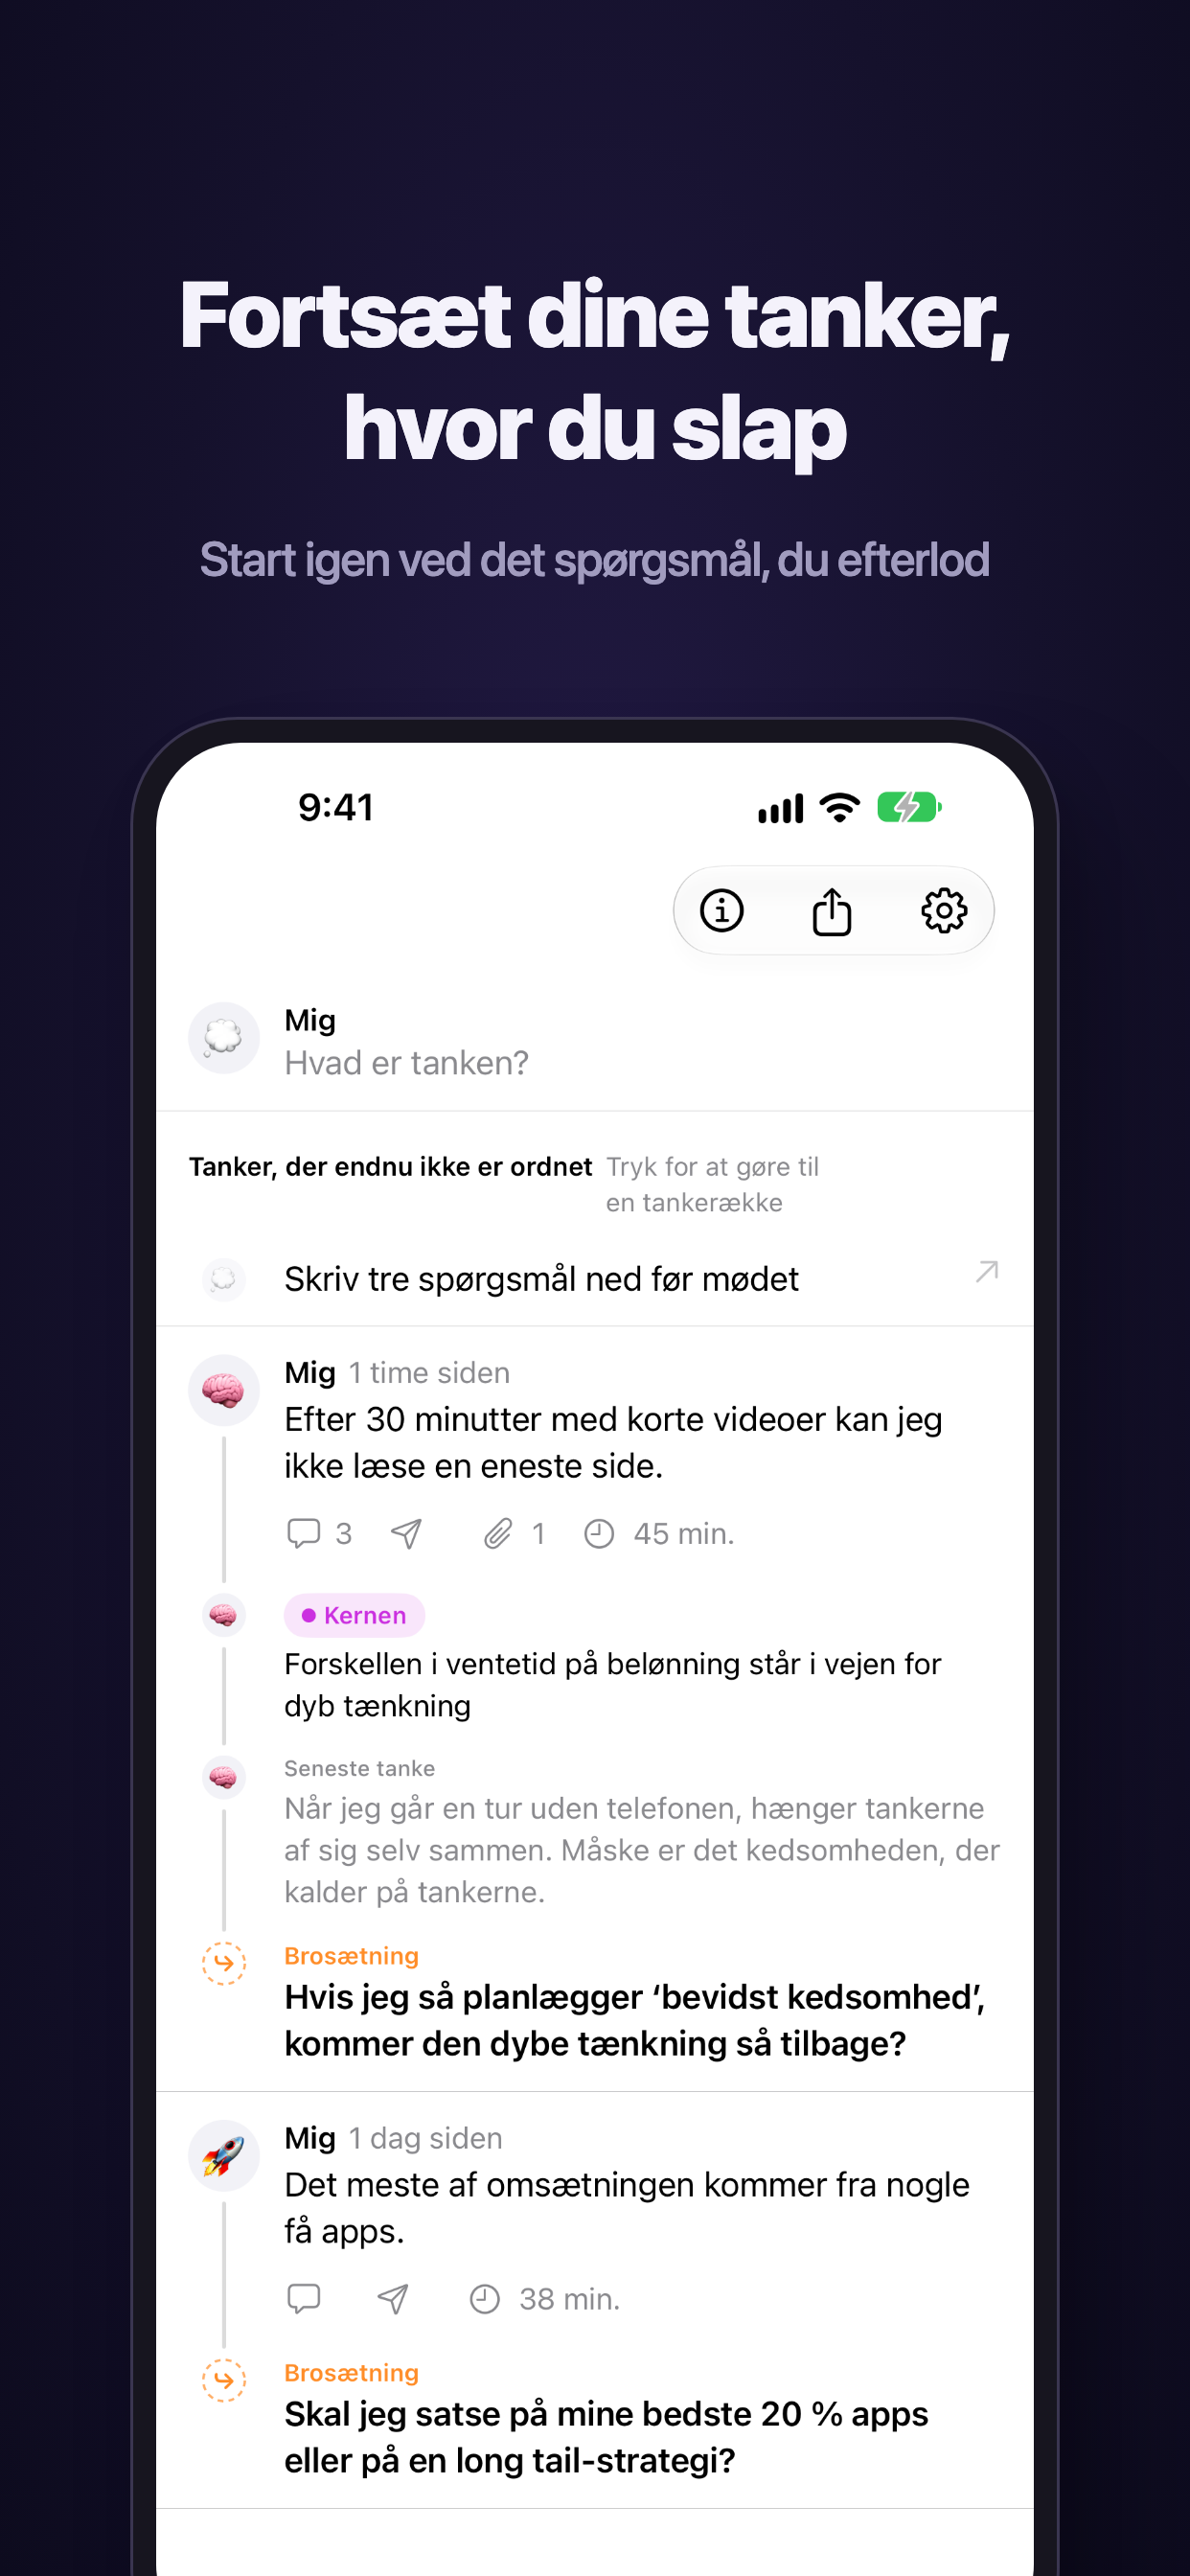 Fortsæt dine tanker,
hvor du slap
Start igen ved det spørgsmål, du efterlod
9:41
Mig
Hvad er tanken?
Tanker, der endnu ikke er ordnet Tryk for at gøre til
en tankerække
Skriv tre spørgsmål ned før mødet
Mig 1 time siden
Efter 30 minutter med korte videoer kan jeg
ikke læse en eneste side.
3 1 45 min.
Kernen
Forskellen i ventetid på belønning står i vejen for
dyb tænkning
Seneste tanke
Når jeg går en tur uden telefonen, hænger tankerne
af sig selv sammen. Måske er det kedsomheden, der
kalder på tankerne.
Brosætning
Hvis jeg så planlægger ‘bevidst kedsomhed’,
kommer den dybe tænkning så tilbage?
Mig 1 dag siden
Det meste af omsætningen kommer fra nogle
få apps.
38 min.
Brosætning
Skal jeg satse på mine bedste 20 % apps
eller på en long tail-strategi?